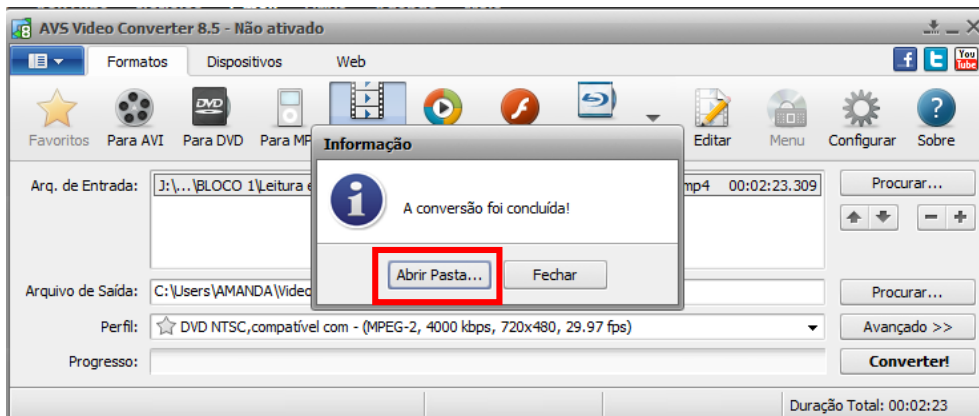 AVS Video Converter 8.5 - Não ativado
Formatos Dispositivos Web You Tube
Favoritos Para AVI Para DVD Para MP Editar Menu Configurar Sobre
Informação
Arq. de Entrada: J:\...\BLOCO 1\Leitura mp4 00:02:23.309 Procurar...
A conversão foi concluída!
Abrir Pasta... Fechar
Arquivo de Saída: C:\Users\AMANDA\Video Procurar...
Perfil: DVD NTSC,compatível com - (MPEG-2, 4000 kbps, 720x480, 29.97 fps) Avançado >>
Progresso: Converter!
Duração Total: 00:02:23